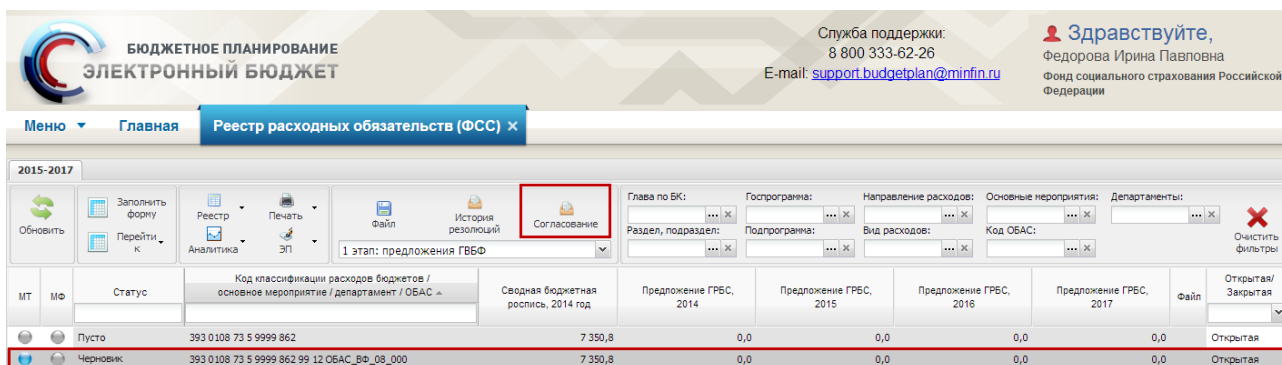 БЮДЖЕТНОЕ ПЛАНИРОВАНИЕ
ЭЛЕКТРОННЫЙ БЮДЖЕТ
Служба поддержки:
8 800 333-62-26
E-mail: support.budgetplan@minfin.ru
Здравствуйте,
Федорова Ирина Павловна
Фонд социального страхования Российской
Федерации
Меню Главная Реестр расходных обязательств (ФСС) ×
2015-2017
Обновить
Заполнить
форму
Перейти
к
Реестр
Аналитика
Печать
ЭП
Файл
История
резолюций
Согласование
1 этап: предложения ГВБФ
Глава по БК: Госпрограмма: Направление расходов: Основные мероприятия: Департаменты:
Раздел, подраздел: Подпрограмма: Вид расходов: Код ОБАС:
Очистить
фильтры
МТ
МФ
Статус
Код классификации расходов бюджетов /
основное мероприятие / департамент / ОБАС
Сводная бюджетная
роспись, 2014 год
Предложение ГРБС,
2014
Предложение ГРБС,
2015
Предложение ГРБС,
2016
Предложение ГРБС,
2017
Файл
Открытая/
Закрытая
Пусто 393 0108 73 5 9999 862 7 350,8 0,0 0,0 0,0 0,0 Открытая
Черновик 393 0108 73 5 9999 862 99 12 ОБАС_ВФ_08_000 7 350,8 0,0 0,0 0,0 0,0 Открытая